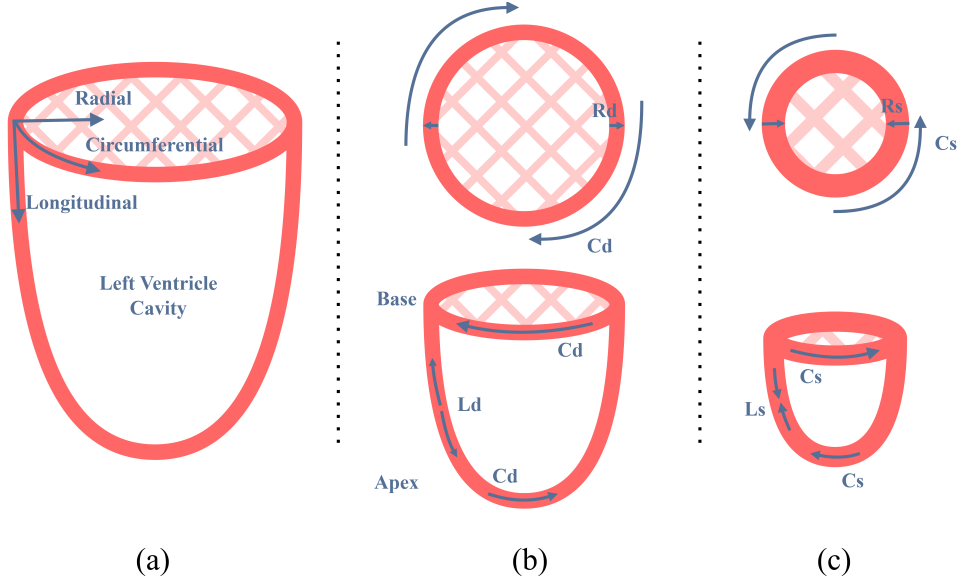 Radial
Circumferential
Longitudinal
Left Ventricle
Cavity
(a)
Rd
Cd
Base
Cd
Ld
Apex
Cd
(b)
Rs
Cs
Cs
Ls
Cs
(c)